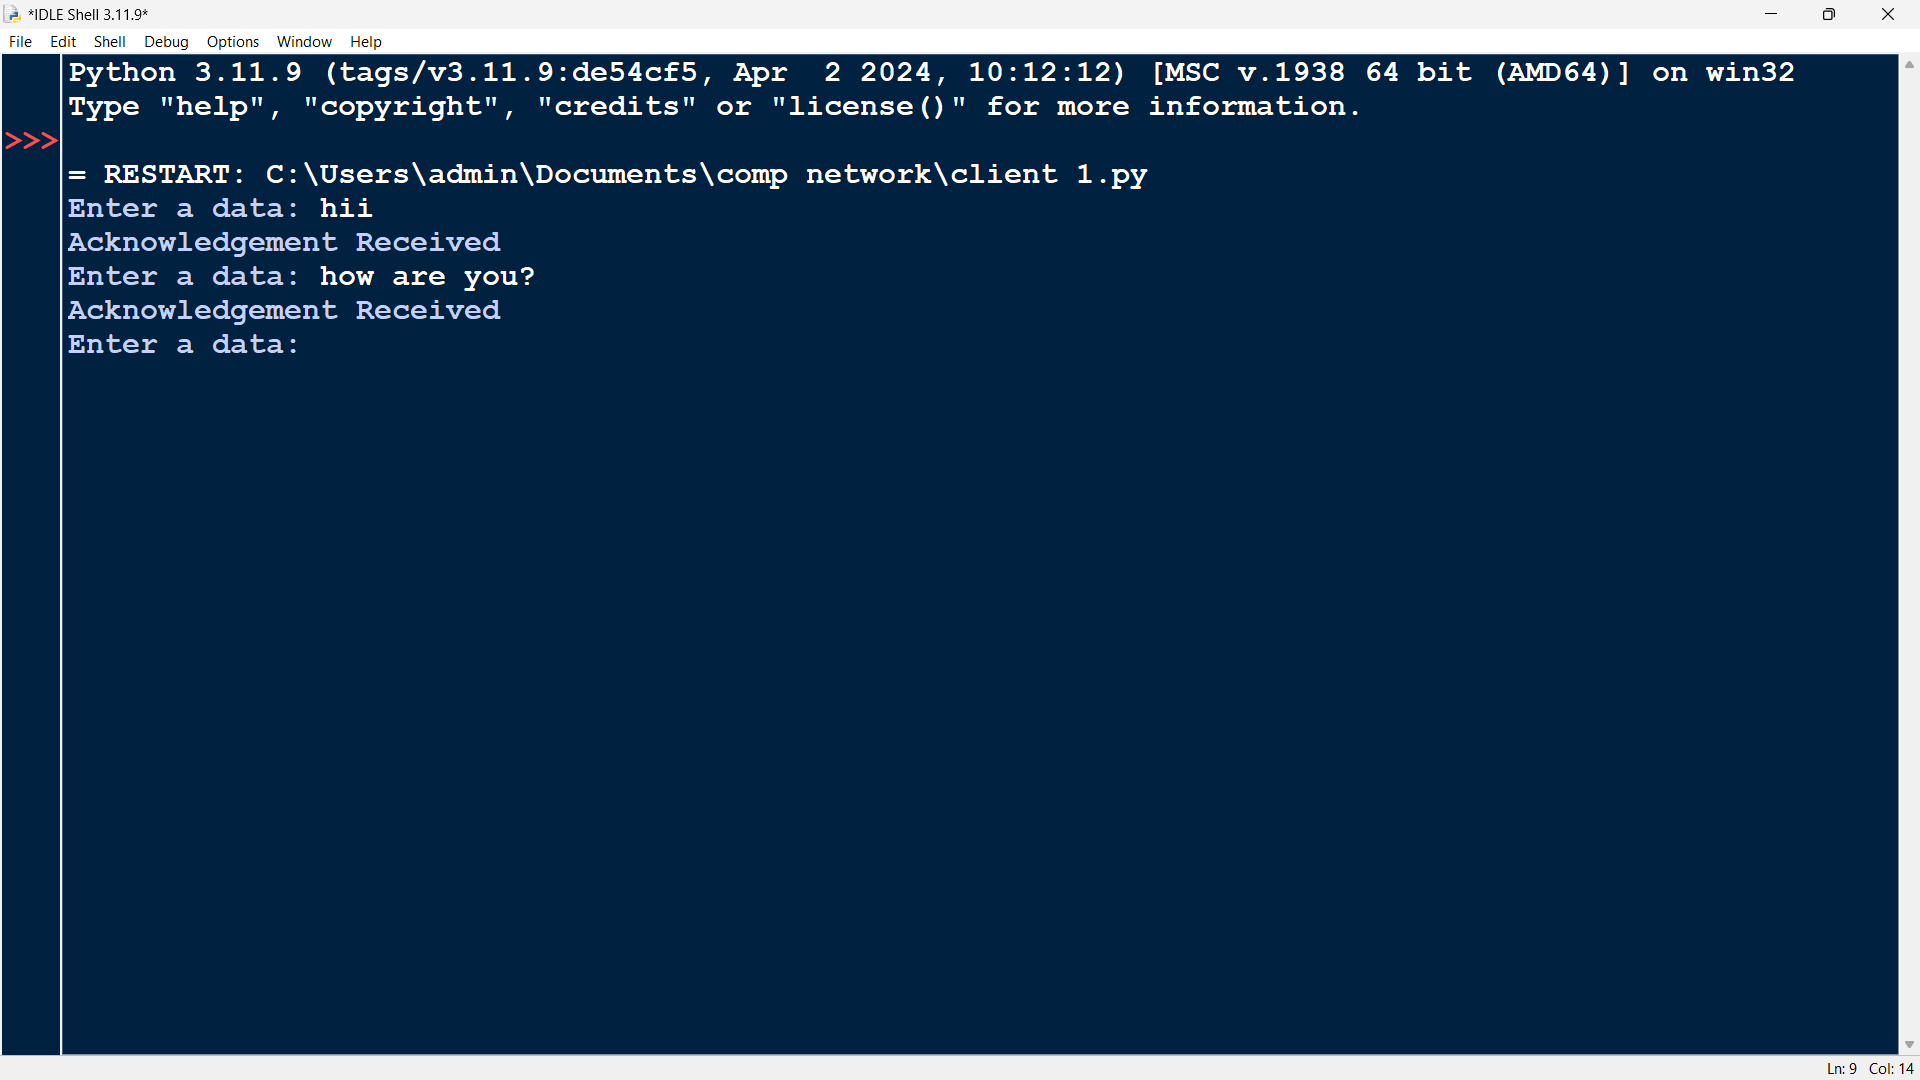 *IDLE Shell 3.11.9*
File Edit Shell Debug Options Window Help
Python 3.11.9 (tags/v3.11.9:de54cf5, Apr  2 2024, 10:12:12) [MSC v.1938 64 bit (AMD64)] on win32
Type "help", "copyright", "credits" or "license()" for more information.
>>>
= RESTART: C:\Users\admin\Documents\comp network\client 1.py
Enter a data: hii
Acknowledgement Received
Enter a data: how are you?
Acknowledgement Received
Enter a data:
Ln: 9 Col: 14